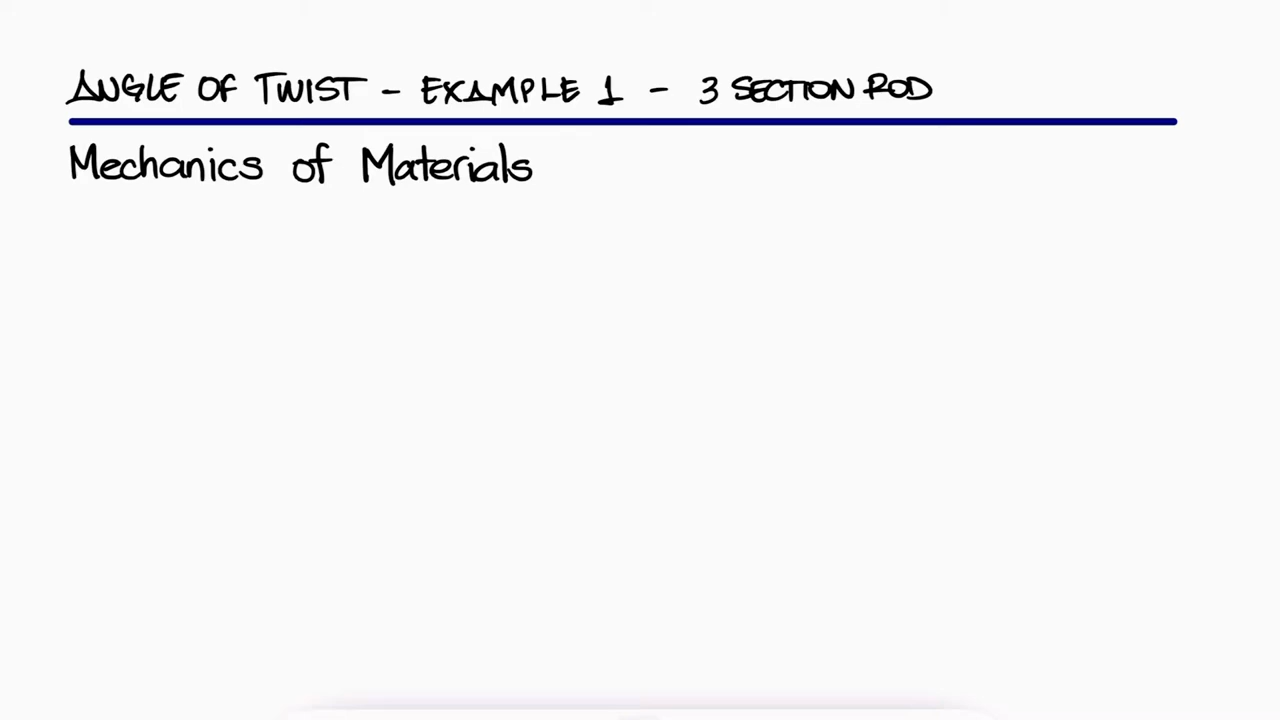 ANGLE OF TWIST - EXAMPLE 1 - 3 SECTION ROD
Mechanics of Materials